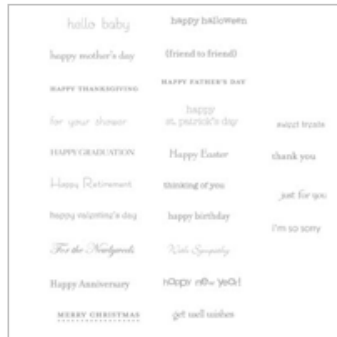 hello baby
happy halloween
happy mother's day
(friend to friend)
HAPPY THANKSGIVING
HAPPY FATHER'S DAY
for your shower
happy
st. patrick's day
sweet treats
HAPPY GRADUATION
Happy Easter
thank you
Happy Retirement
thinking of you
just for you
happy valentine's day
happy birthday
I'm so sorry
For the Newlyweds
With Sympathy
Happy Anniversary
happy new year!
MERRY CHRISTMAS
get well wishes